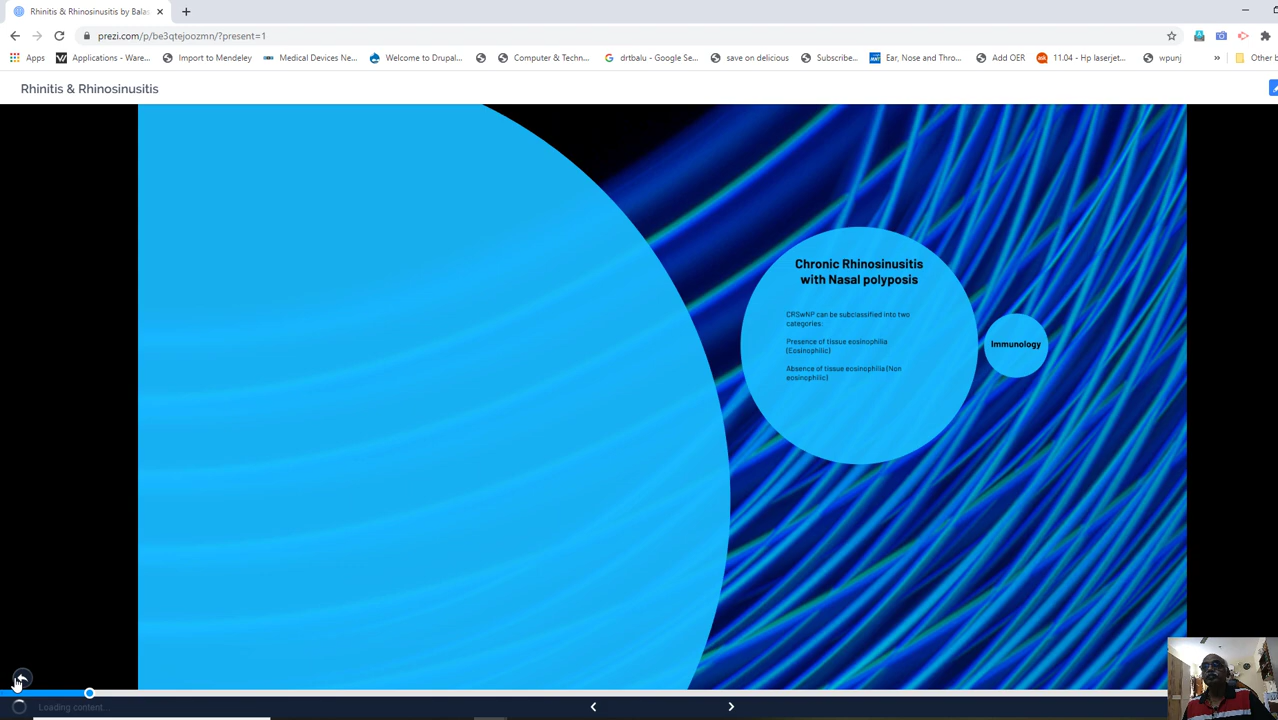 Rhinitis & Rhinosinusitis by Balas
prezi.com/p/be3qtejoozmn/?present=1
Apps
Applications - Ware...
Import to Mendeley
Medical Devices Ne...
Welcome to Drupal...
Computer & Techn...
drtbalu - Google Se...
save on delicious
Subscribe...
Ear, Nose and Thro...
Add OER
11.04 - Hp laserjet...
wpunj
»
Other b
Rhinitis & Rhinosinusitis
Chronic Rhinosinusitis
with Nasal polyposis
CRSwNP can be subclassified into two
categories:
Presence of tissue eosinophilia
(Eosinophilic)
Absence of tissue eosinophilia (Non
eosinophilic)
Immunology
Loading content...